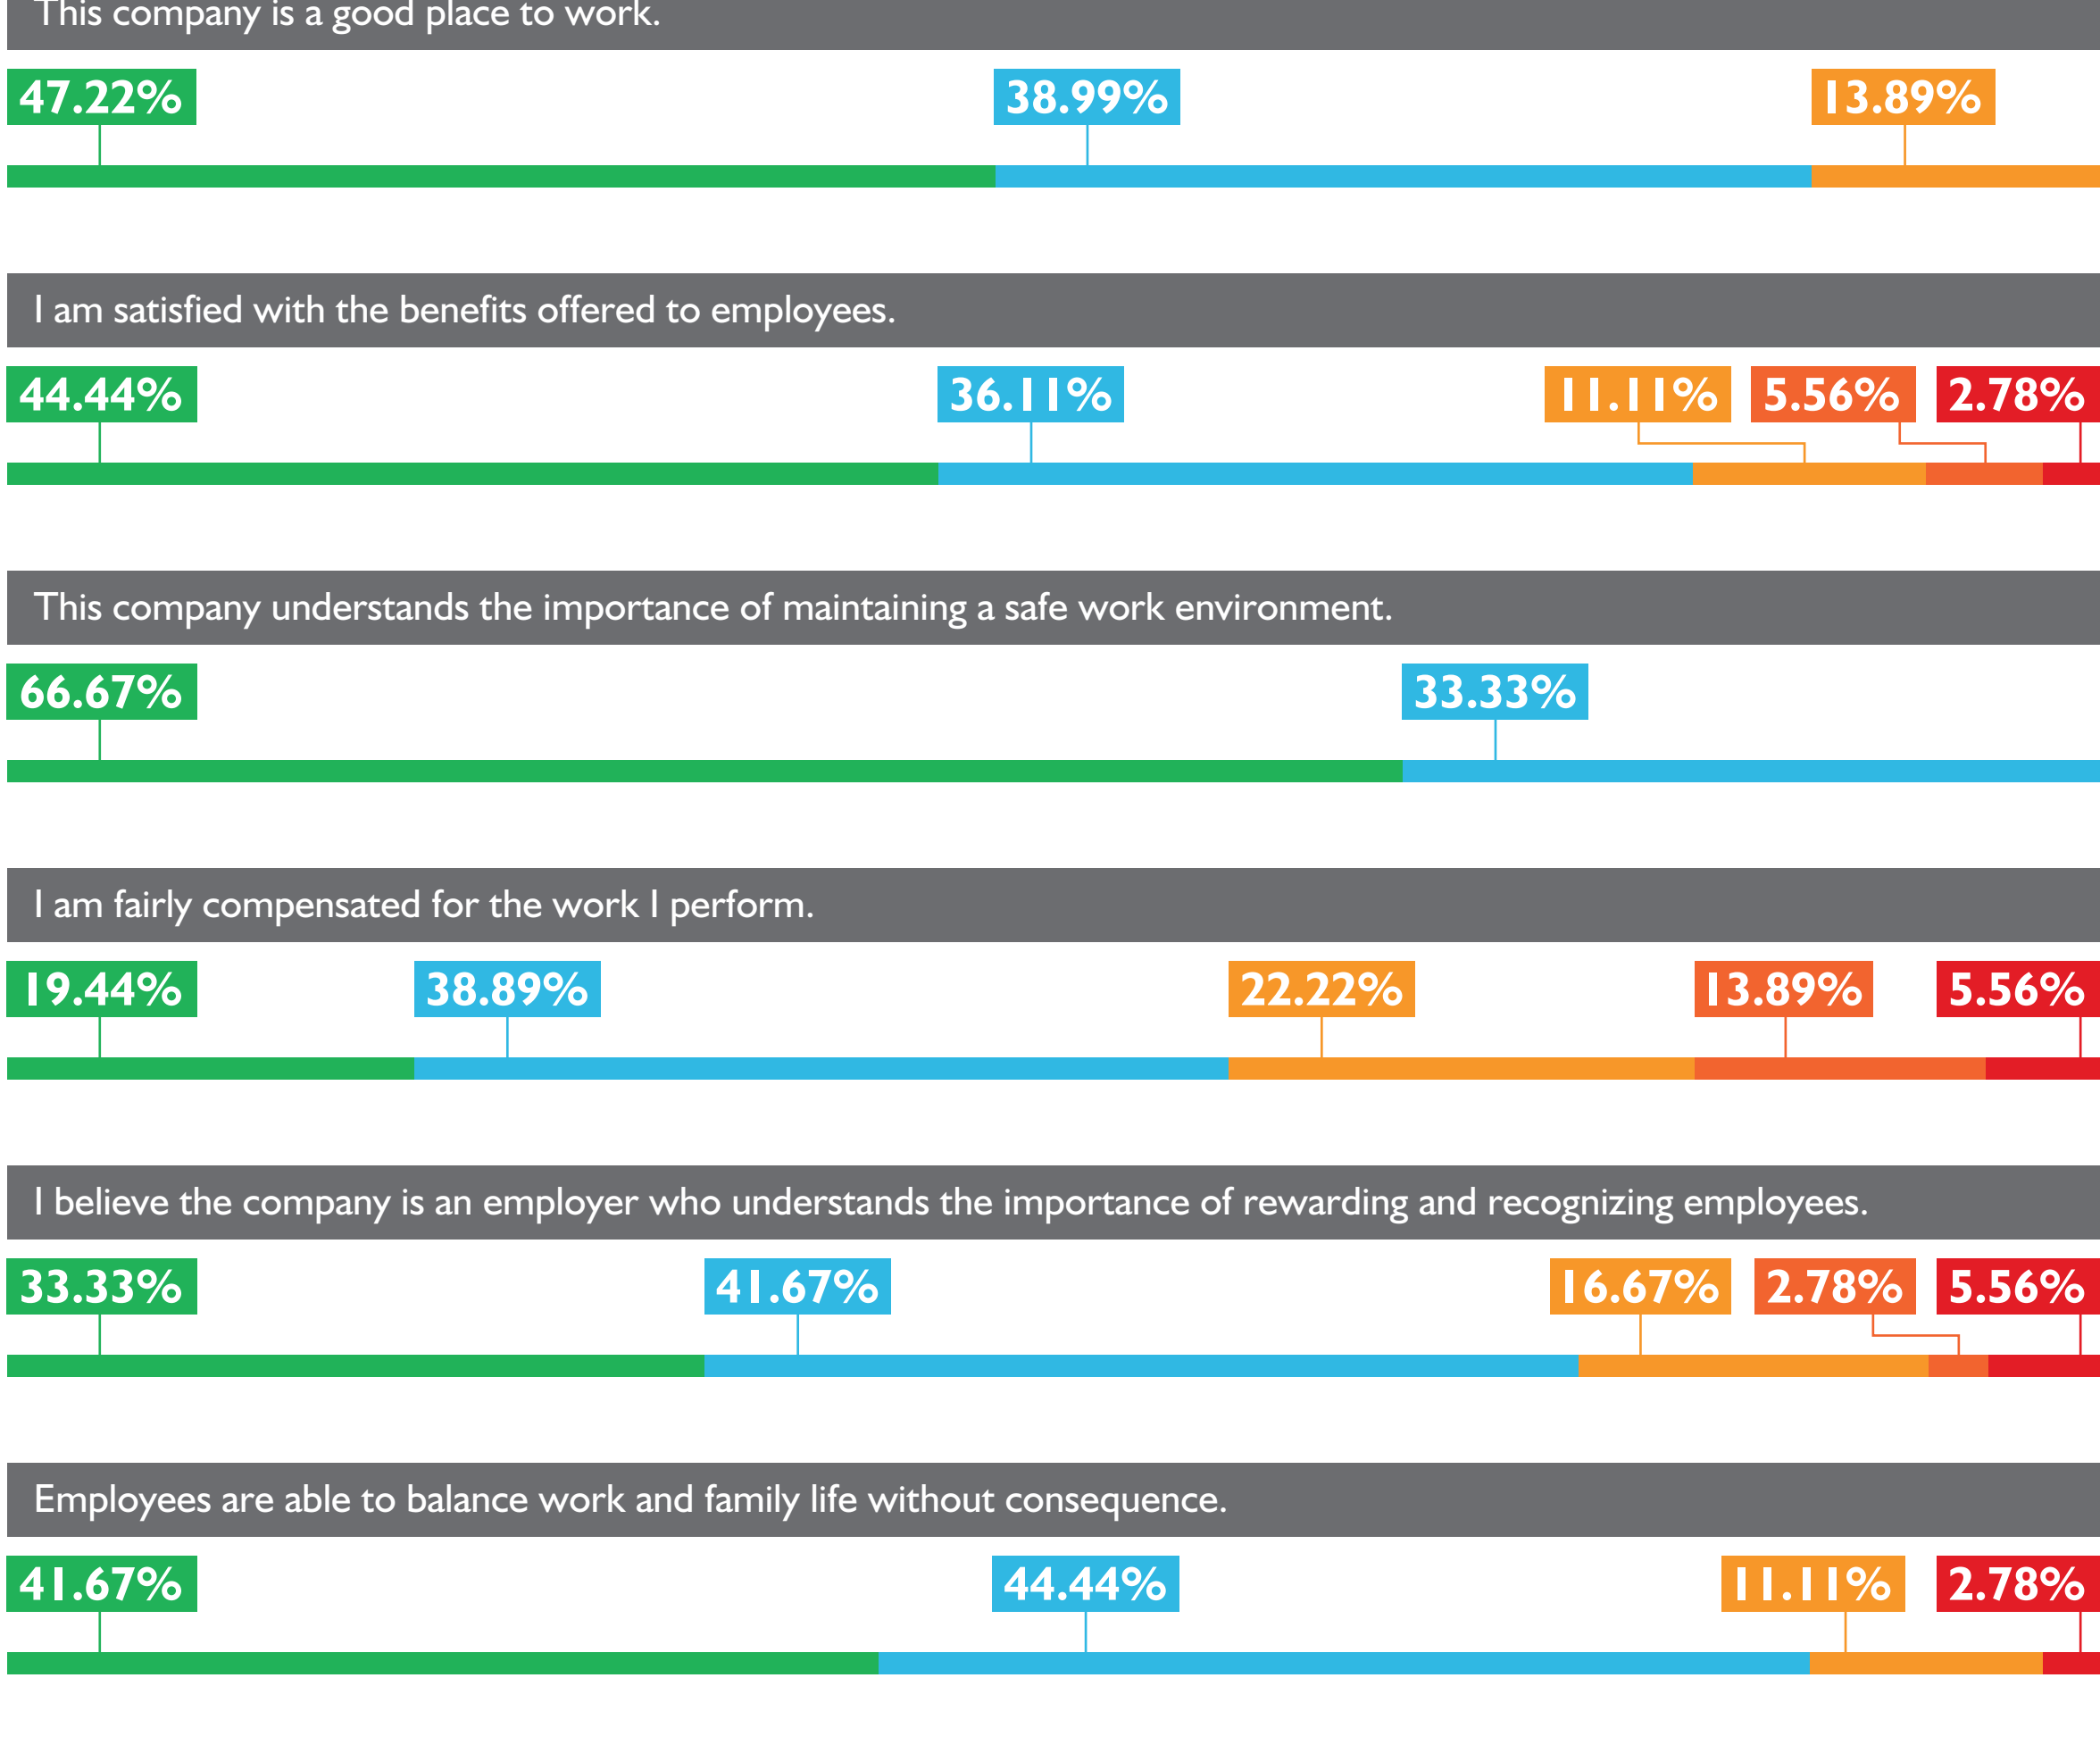 This company is a good place to work.
47.22% 38.99% 13.89%
I am satisfied with the benefits offered to employees.
44.44% 36.11% 11.11% 5.56% 2.78%
This company understands the importance of maintaining a safe work environment.
66.67% 33.33%
I am fairly compensated for the work I perform.
19.44% 38.89% 22.22% 13.89% 5.56%
I believe the company is an employer who understands the importance of rewarding and recognizing employees.
33.33% 41.67% 16.67% 2.78% 5.56%
Employees are able to balance work and family life without consequence.
41.67% 44.44% 11.11% 2.78%